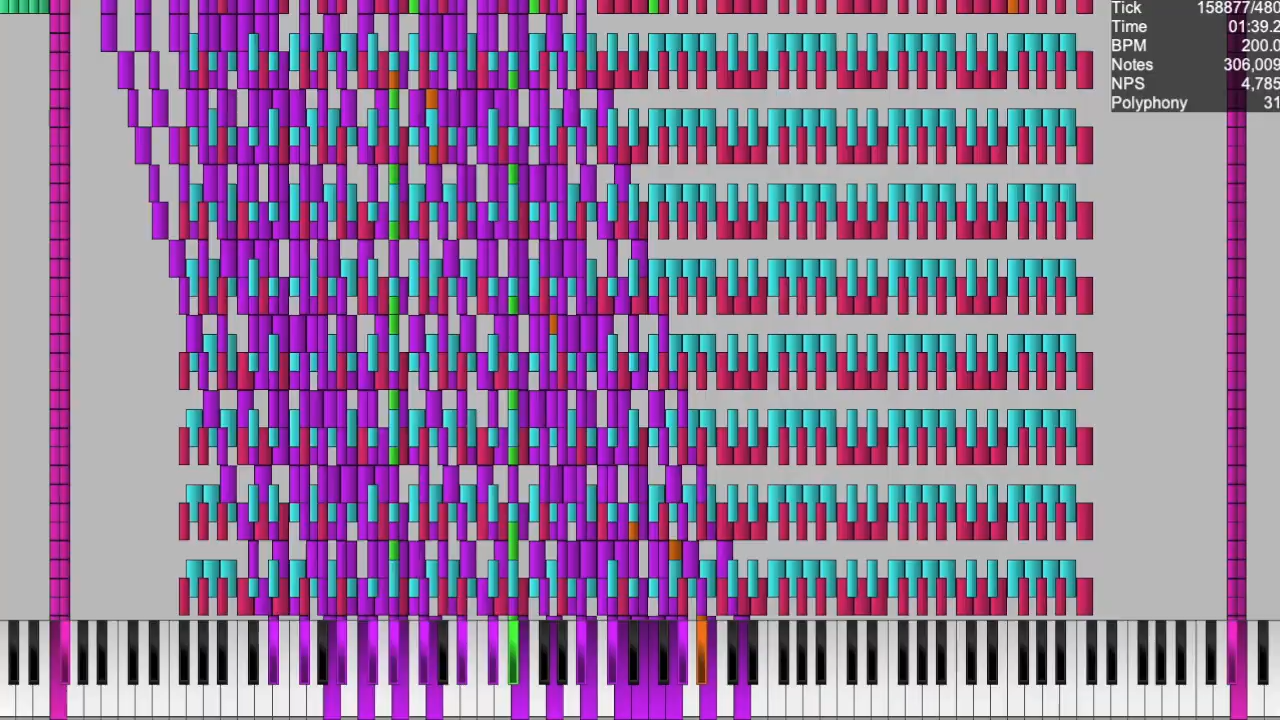 Tick 158877/480
Time 01:39.2
BPM 200.0
Notes 306,009
NPS 4,785
Polyphony 31